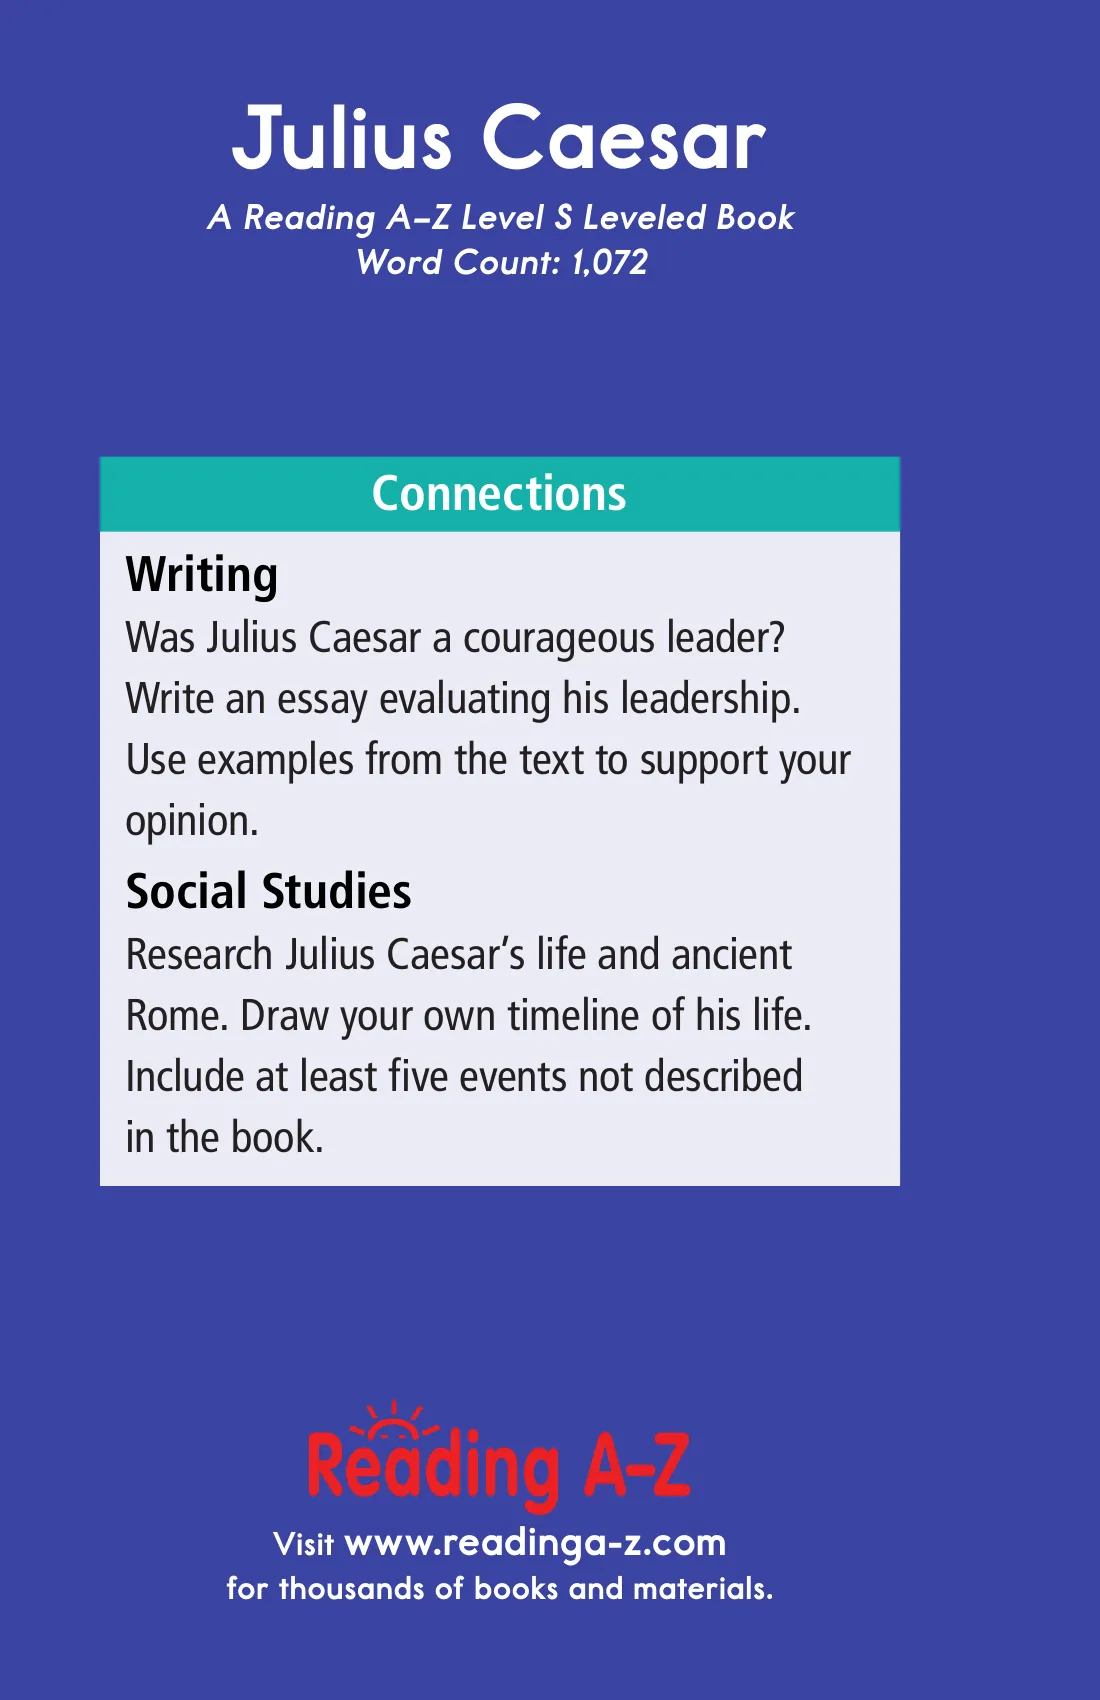 Julius Caesar
A Reading A–Z Level S Leveled Book
Word Count: 1,072
Connections
Writing
Was Julius Caesar a courageous leader?
Write an essay evaluating his leadership.
Use examples from the text to support your
opinion.
Social Studies
Research Julius Caesar’s life and ancient
Rome. Draw your own timeline of his life.
Include at least five events not described
in the book.
Reading A–Z
Visit www.readinga-z.com
for thousands of books and materials.